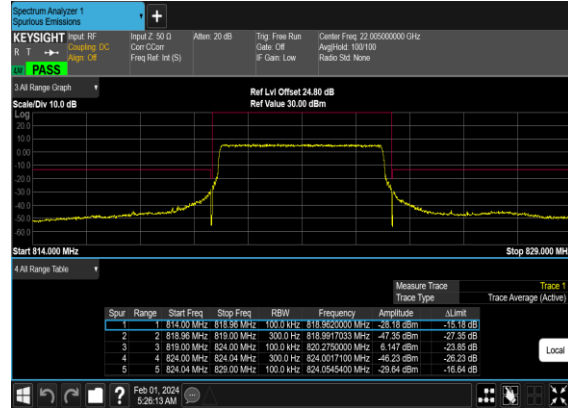 Spectrum Analyzer 1
Spurious Emissions
KEYSIGHT Input: RF Input Z: 50 Ω Atten: 20 dB Trig: Free Run Center Freq: 22.005000000 GHz
R T Coupling: DC Corr CCorr Gate: Off Avg|Hold: 100/100
Align: Off Freq Ref: Int (S) IF Gain: Low Radio Std: None
PASS
3 All Range Graph
Ref Lvl Offset 24.80 dB
Scale/Div 10.0 dB Ref Value 30.00 dBm
Log
20.0
10.0
0.00
-10.0
-20.0
-30.0
-40.0
-50.0
-60.0
Start 814.000 MHz Stop 829.000 MH
4 All Range Table
Measure Trace Trace 1
Trace Type Trace Average (Active)
Spur Range Start Freq Stop Freq RBW Frequency Amplitude ΔLimit
1 1 814.00 MHz 818.96 MHz 100.0 kHz 818.9620000 MHz -28.18 dBm -15.18 dB
2 2 818.96 MHz 819.00 MHz 300.0 Hz 818.9917033 MHz -47.35 dBm -27.35 dB
3 3 819.00 MHz 824.00 MHz 100.0 kHz 820.2750000 MHz 6.147 dBm -23.85 dB
4 4 824.00 MHz 824.04 MHz 300.0 Hz 824.0017100 MHz -46.23 dBm -26.23 dB
5 5 824.04 MHz 829.00 MHz 100.0 kHz 824.0545400 MHz -29.64 dBm -16.64 dB
Local
Feb 01, 2024
5:26:13 AM